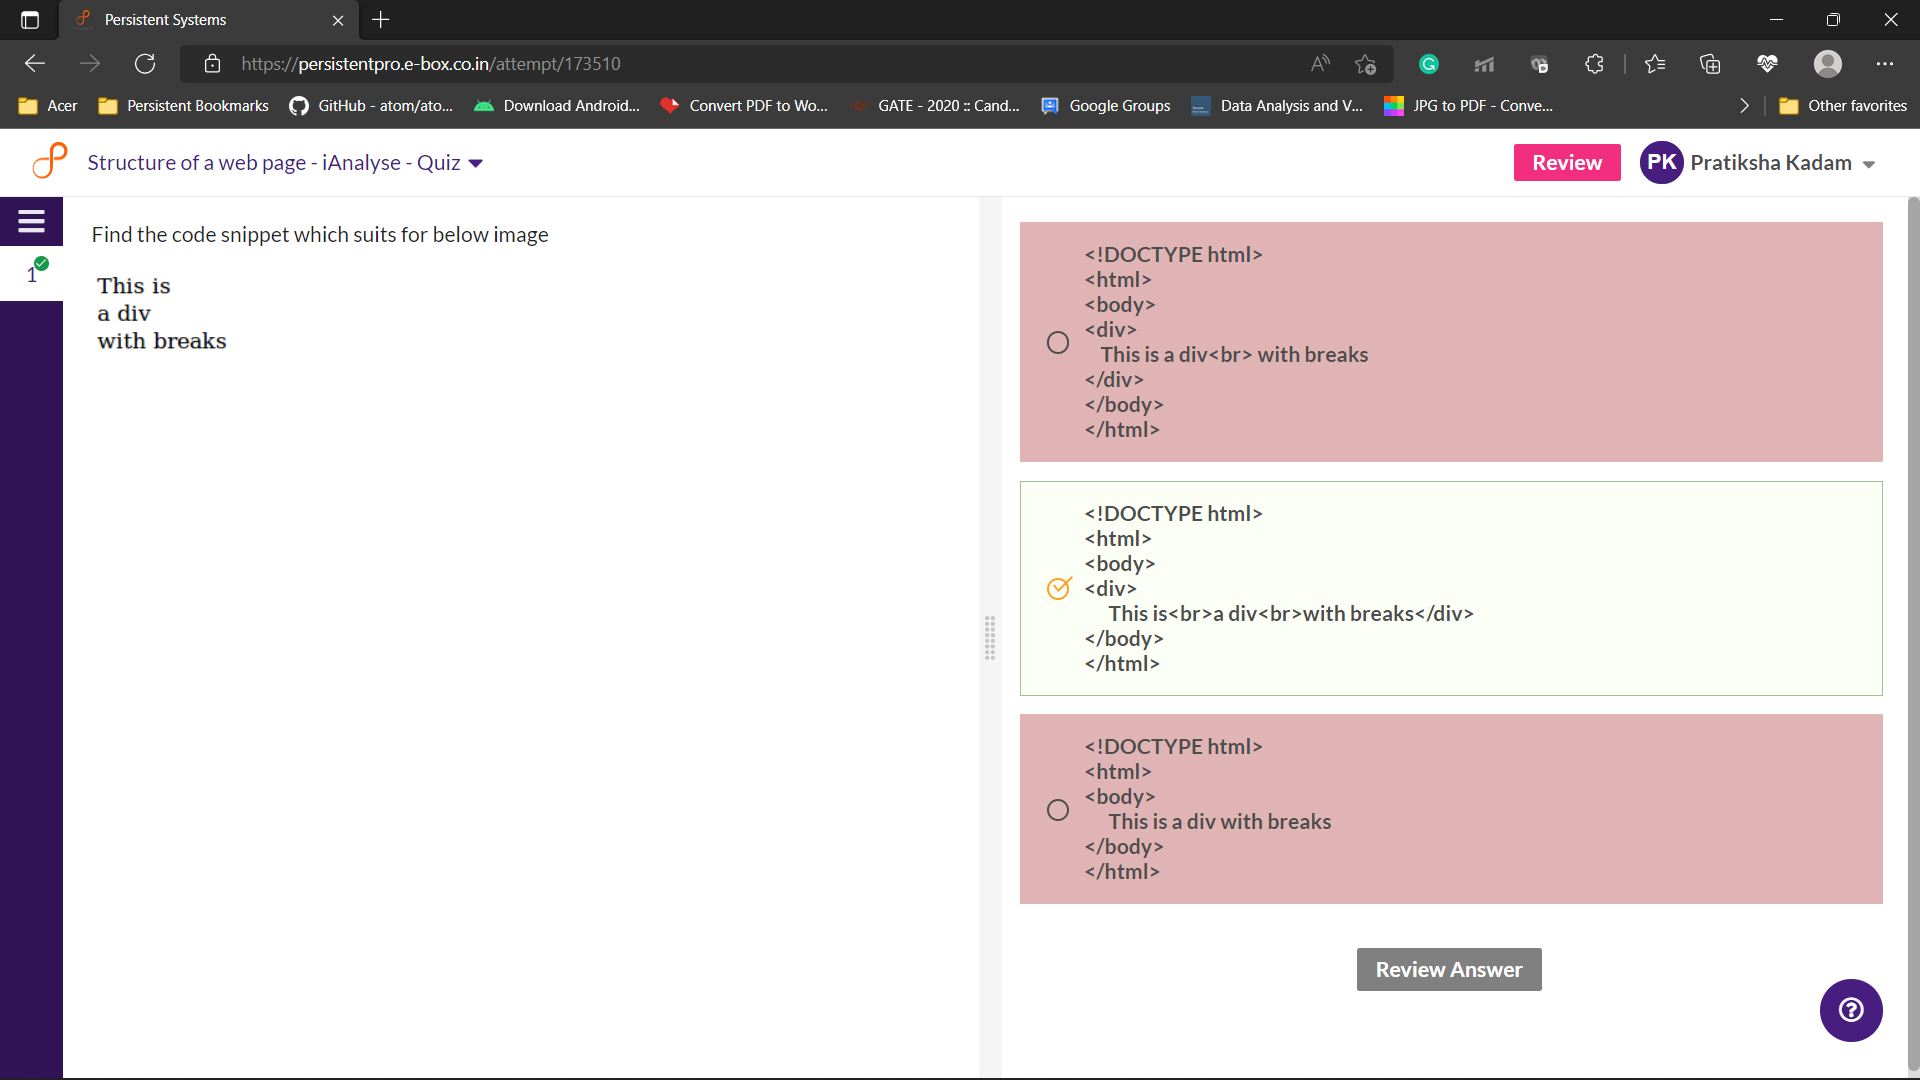 Persistent Systems
https://persistentpro.e-box.co.in/attempt/173510
Acer
Persistent Bookmarks
GitHub - atom/ato...
Download Android...
Convert PDF to Wo...
GATE - 2020 :: Cand...
Google Groups
Data Analysis and V...
JPG to PDF - Conve...
Other favorites
Structure of a web page - iAnalyse - Quiz
Review
PK
Pratiksha Kadam
1
Find the code snippet which suits for below image
This is
a div
with breaks
<!DOCTYPE html>
<html>
<body>
<div>
This is a div<br> with breaks
</div>
</body>
</html>
<!DOCTYPE html>
<html>
<body>
<div>
This is<br>a div<br>with breaks</div>
</body>
</html>
<!DOCTYPE html>
<html>
<body>
This is a div with breaks
</body>
</html>
Review Answer